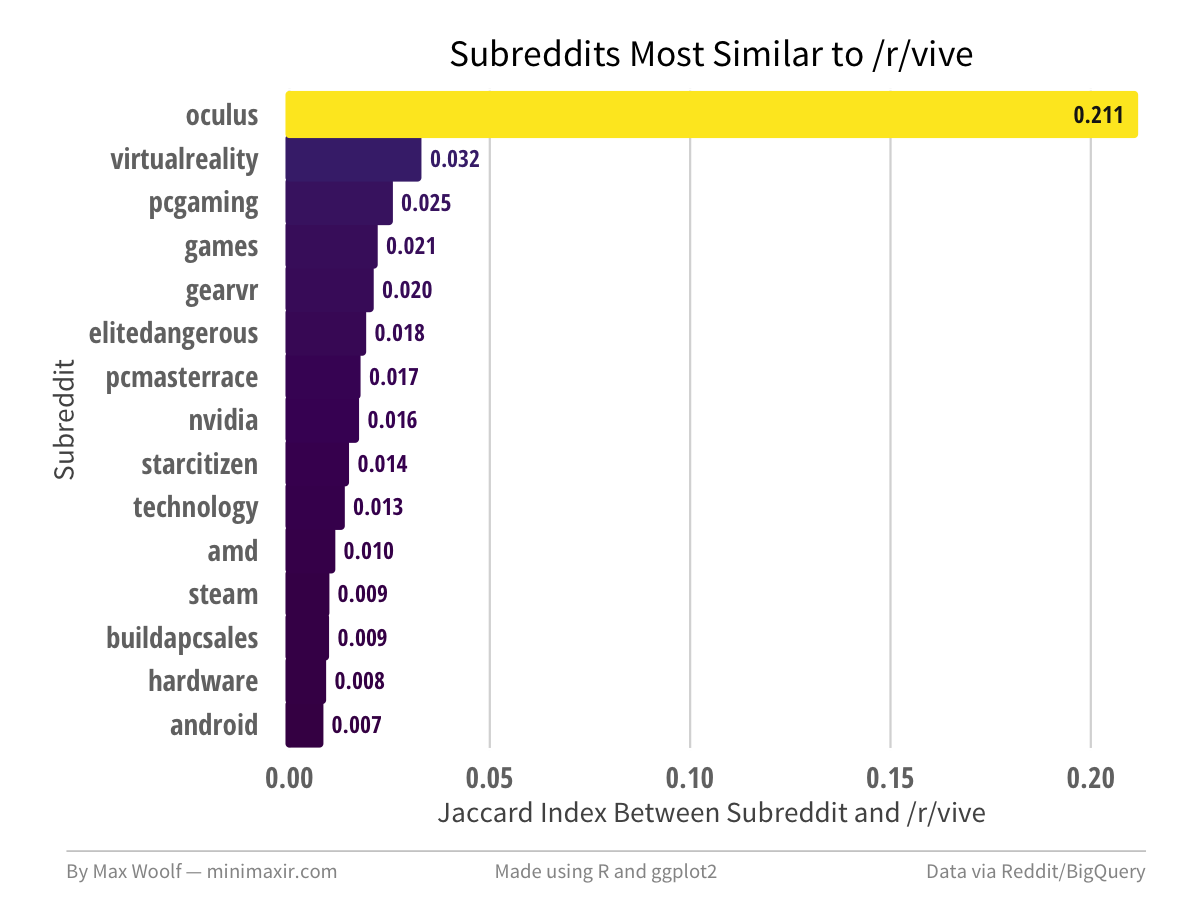 Subreddits Most Similar to /r/vive
oculus 0.211
virtualreality 0.032
pcgaming 0.025
games 0.021
gearvr 0.020
elitedangerous 0.018
pcmasterrace 0.017
nvidia 0.016
starcitizen 0.014
technology 0.013
amd 0.010
steam 0.009
buildapcsales 0.009
hardware 0.008
android 0.007
Subreddit
0.00 0.05 0.10 0.15 0.20
Jaccard Index Between Subreddit and /r/vive
By Max Woolf — minimaxir.com Made using R and ggplot2 Data via Reddit/BigQuery